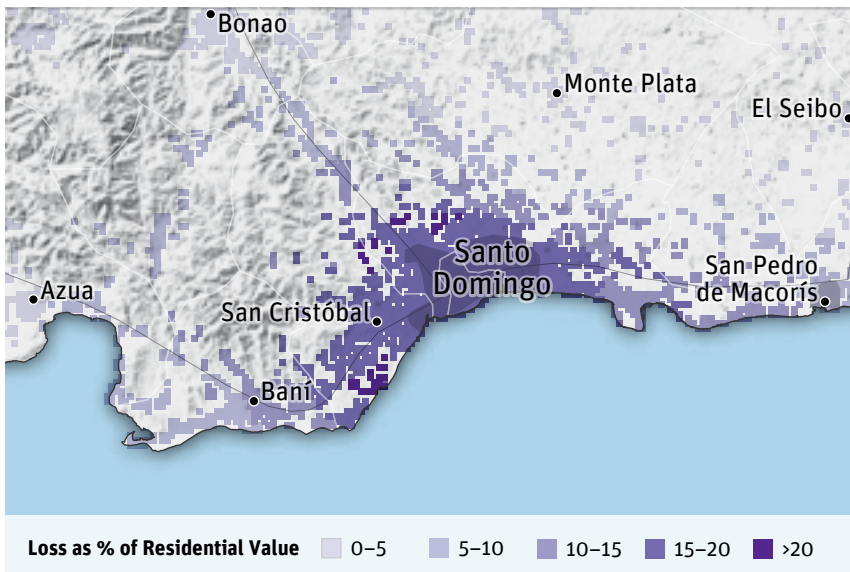 Bonao
Monte Plata
El Seibo
Santo
Domingo
San Pedro
de Macorís
Azua
San Cristóbal
Baní
Loss as % of Residential Value 0–5 5–10 10–15 15–20 >20